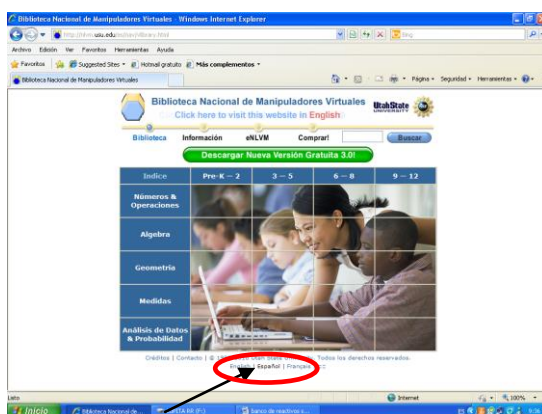 Biblioteca Nacional de Manipuladores Virtuales - Windows Internet Explorer
Archivo Edición Ver Favoritos Herramientas Ayuda
Favoritos Suggested Sites Hotmail gratuito Más complementos
Biblioteca Nacional de Manipuladores Virtuales
Página Seguridad Herramientas
Biblioteca Nacional de Manipuladores Virtuales
UtahState
UNIVERSITY
Click here to visit this website in English
Biblioteca Información eNLVM Comprar! Buscar
Descargar Nueva Versión Gratuita 3.0!
Indice Pre-K — 2 3 — 5 6 — 8 9 — 12
Números &
Operaciones
Algebra
Geometría
Medidas
Análisis de Datos
& Probabilidad
Créditos | Contacto | Utah State Todos los derechos reservados.
English | Español | Français
Listo Internet 100%
Inicio Biblioteca Nacional de... Banco de reactivos